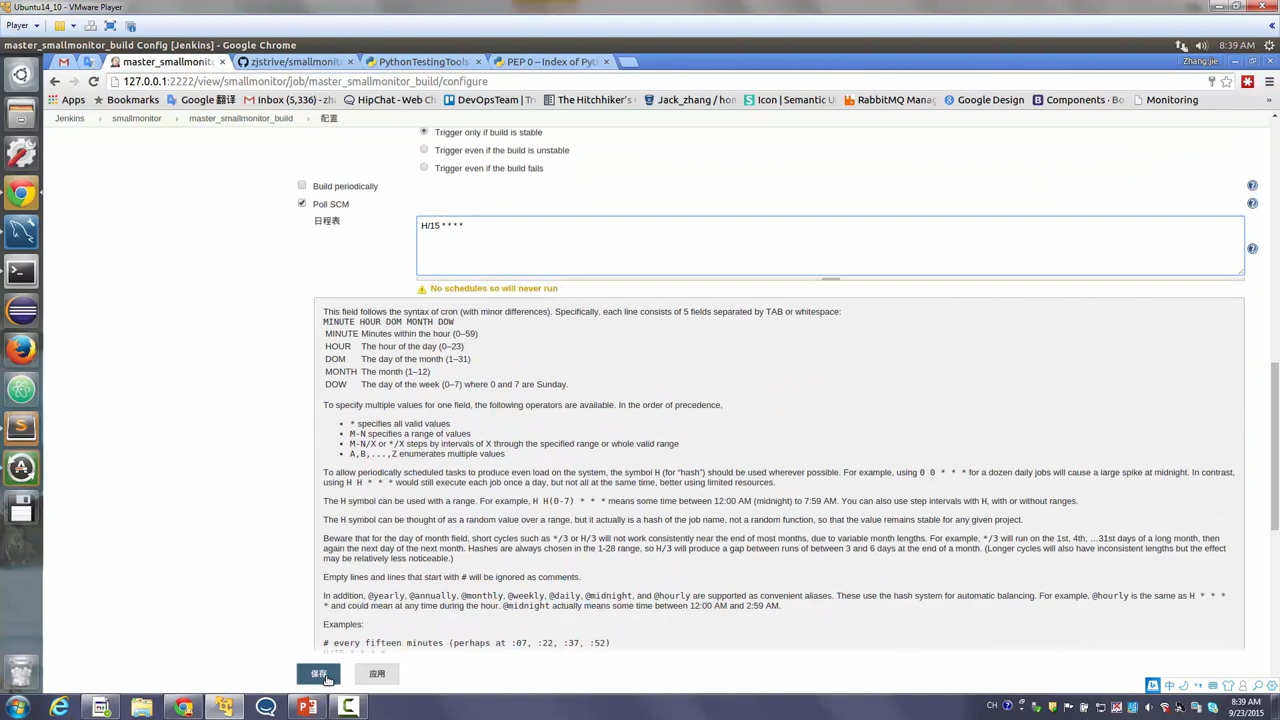 Ubuntu14_10 - VMware Player
Player
master_smallmonitor_build Config [Jenkins] - Google Chrome
8:39 AM
master_smallmonito
zjstrive/smallmonito
PythonTestingTools
PEP 0 – Index of Pyt
Zhangjie
127.0.0.1:2222/view/smallmonitor/job/master_smallmonitor_build/configure
Apps
Bookmarks
Google 翻译
Inbox (5,336) - zha
HipChat - Web C
DevOpsTeam | Tr
The Hitchhiker's
Jack_zhang / hom
Icon | Semantic U
RabbitMQ Manag
Google Design
Components · Bo
Monitoring
Jenkins
smallmonitor
master_smallmonitor_build
配置
Trigger only if build is stable
Trigger even if the build is unstable
Trigger even if the build fails
Build periodically
Poll SCM
日程表
H/15 * * * *
No schedules so will never run
This field follows the syntax of cron (with minor differences). Specifically, each line consists of 5 fields separated by TAB or whitespace:
MINUTE HOUR DOM MONTH DOW
MINUTE Minutes within the hour (0–59)
HOUR The hour of the day (0–23)
DOM The day of the month (1–31)
MONTH The month (1–12)
DOW The day of the week (0–7) where 0 and 7 are Sunday.
To specify multiple values for one field, the following operators are available. In the order of precedence,
• * specifies all valid values
• M-N specifies a range of values
• M-N/X or */X steps by intervals of X through the specified range or whole valid range
• A,B,...,Z enumerates multiple values
To allow periodically scheduled tasks to produce even load on the system, the symbol H (for “hash”) should be used wherever possible. For example, using 0 0 * * * for a dozen daily jobs will cause a large spike at midnight. In contrast,
using H H * * * would still execute each job once a day, but not all at the same time, better using limited resources.
The H symbol can be used with a range. For example, H H(0-7) * * * means some time between 12:00 AM (midnight) to 7:59 AM. You can also use step intervals with H, with or without ranges.
The H symbol can be thought of as a random value over a range, but it actually is a hash of the job name, not a random function, so that the value remains stable for any given project.
Beware that for the day of month field, short cycles such as */3 or H/3 will not work consistently near the end of most months, due to variable month lengths. For example, */3 will run on the 1st, 4th, …31st days of a long month, then
again the next day of the next month. Hashes are always chosen in the 1-28 range, so H/3 will produce a gap between runs of between 3 and 6 days at the end of a month. (Longer cycles will also have inconsistent lengths but the effect
may be relatively less noticeable.)
Empty lines and lines that start with # will be ignored as comments.
In addition, @yearly, @annually, @monthly, @weekly, @daily, @midnight, and @hourly are supported as convenient aliases. These use the hash system for automatic balancing. For example, @hourly is the same as H * * *
* and could mean at any time during the hour. @midnight actually means some time between 12:00 AM and 2:59 AM.
Examples:
# every fifteen minutes (perhaps at :07, :22, :37, :52)
保存
应用
中
CH
8:39 AM
9/23/2015